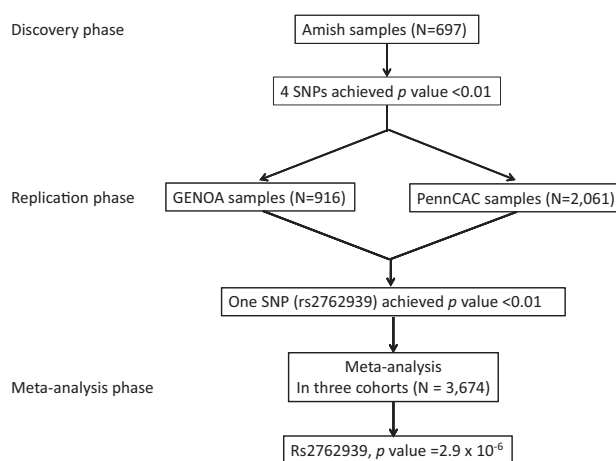 Discovery phase
Amish samples (N=697)
4 SNPs achieved p value <0.01
Replication phase
GENOA samples (N=916)
PennCAC samples (N=2,061)
One SNP (rs2762939) achieved p value <0.01
Meta-analysis phase
Meta-analysis
In three cohorts (N = 3,674)
Rs2762939, p value =2.9 x 10⁻⁶